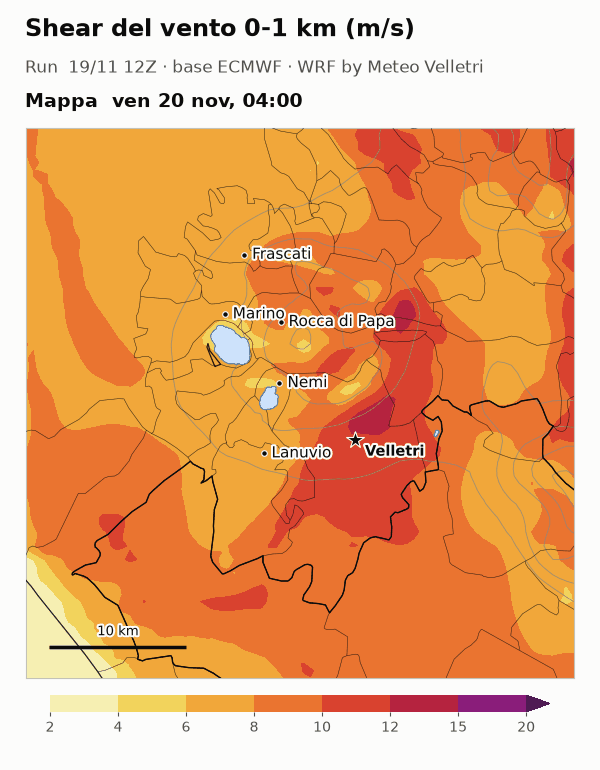 Shear del vento 0-1 km (m/s)
Run  19/11 12Z · base ECMWF · WRF by Meteo Velletri
Mappa  ven 20 nov, 04:00
Frascati
Marino
Rocca di Papa
Nemi
Velletri
Lanuvio
10 km
2 4 6 8 10 12 15 20